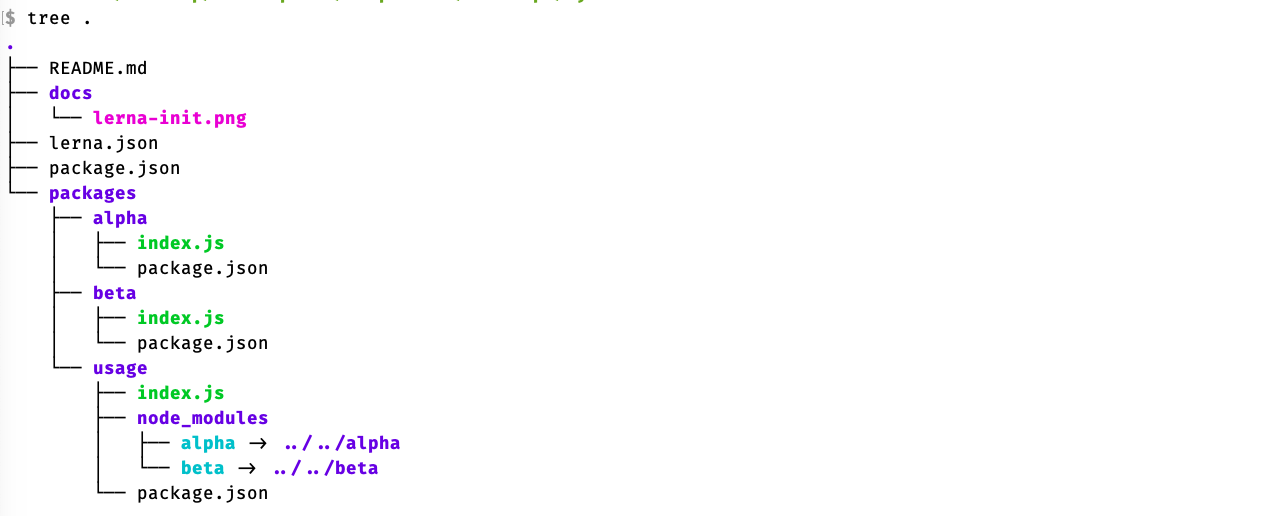 $ tree .
.
├── README.md
├── docs
│   └── lerna-init.png
├── lerna.json
├── package.json
└── packages
    ├── alpha
    │   ├── index.js
    │   └── package.json
    ├── beta
    │   ├── index.js
    │   └── package.json
    └── usage
        ├── index.js
        ├── node_modules
        │   ├── alpha -> ../../alpha
        │   └── beta -> ../../beta
        └── package.json